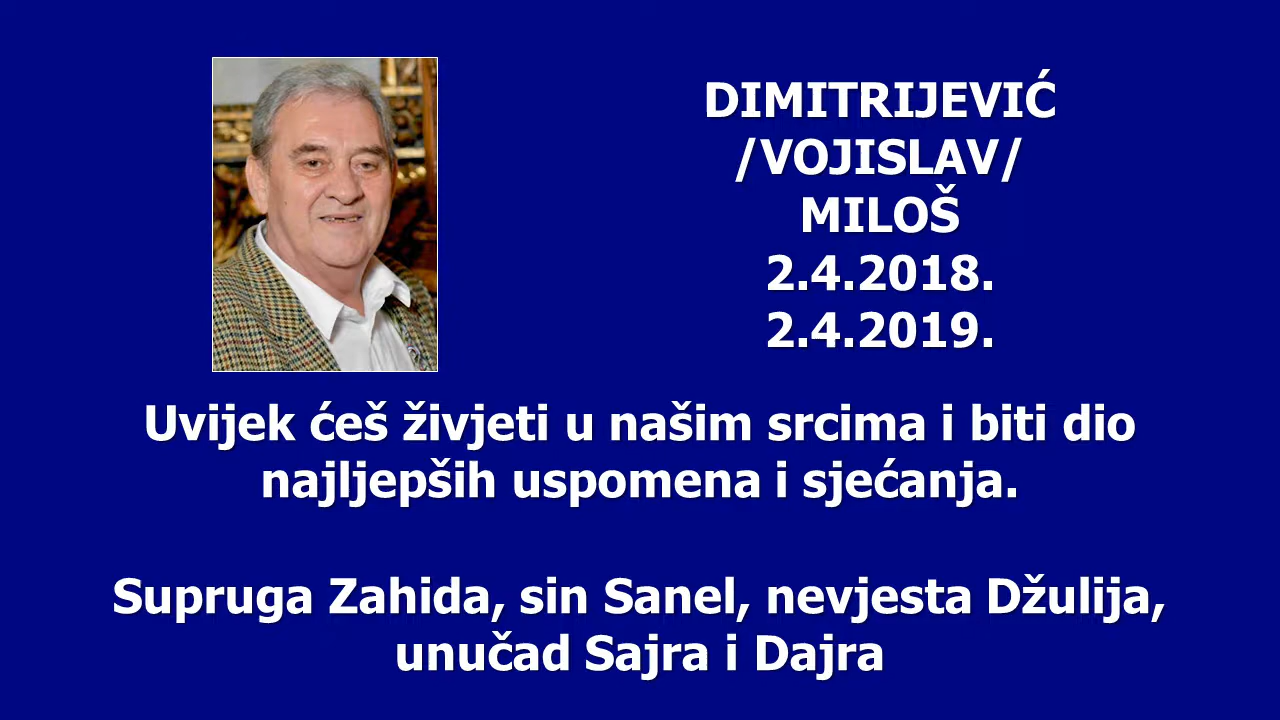 DIMITRIJEVIĆ
/VOJISLAV/
MILOŠ
2.4.2018.
2.4.2019.
Uvijek ćeš živjeti u našim srcima i biti dio
najljepših uspomena i sjećanja.
Supruga Zahida, sin Sanel, nevjesta Džulija,
unučad Sajra i Dajra